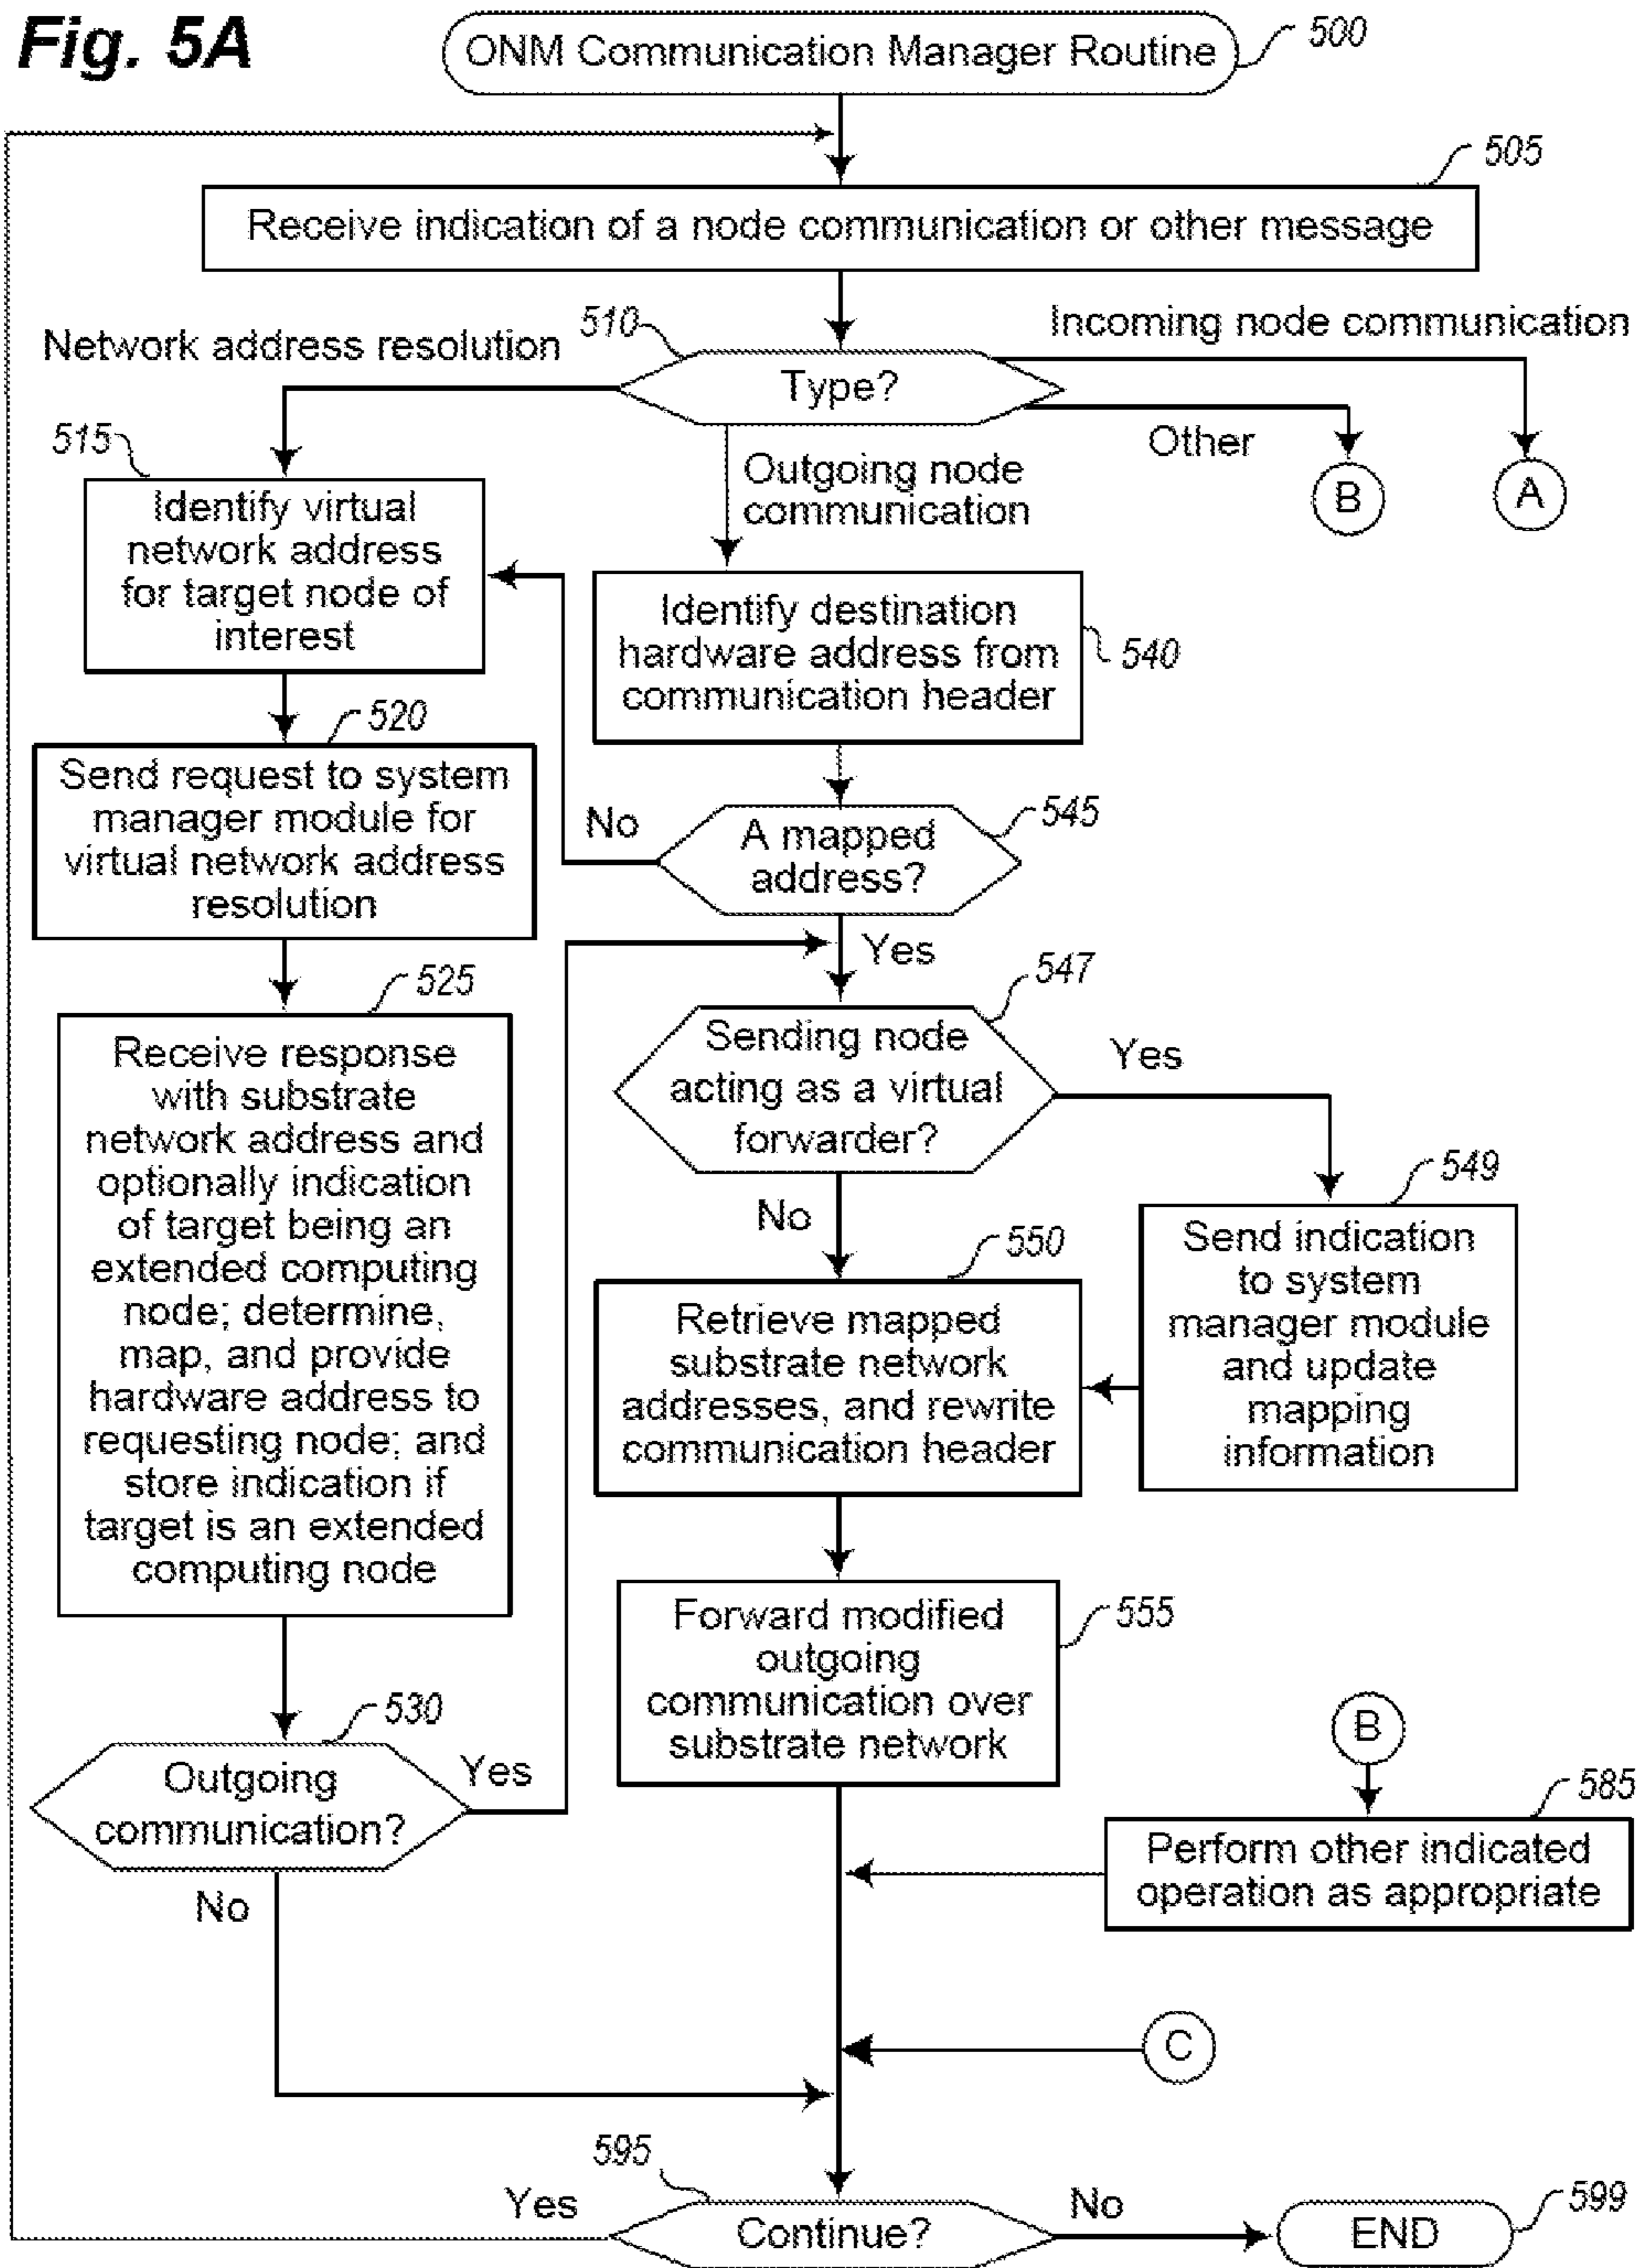 Fig. 5A
ONM Communication Manager Routine
500
505
Receive indication of a node communication or other message
Network address resolution
510
Type?
Incoming node communication
Other
B
A
Outgoing node
communication
515
Identify virtual
network address
for target node of
interest
Identify destination
hardware address from
communication header
540
520
Send request to system
manager module for
virtual network address
resolution
No
A mapped
address?
545
Yes
525
Receive response
with substrate
network address and
optionally indication
of target being an
extended computing
node; determine,
map, and provide
hardware address to
requesting node; and
store indication if
target is an extended
computing node
547
Sending node
acting as a virtual
forwarder?
Yes
No
549
Send indication
to system
manager module
and update
mapping
information
550
Retrieve mapped
substrate network
addresses, and rewrite
communication header
Forward modified
outgoing
communication over
substrate network
555
530
Outgoing
communication?
Yes
No
B
585
Perform other indicated
operation as appropriate
C
595
Yes
Continue?
No
END
599